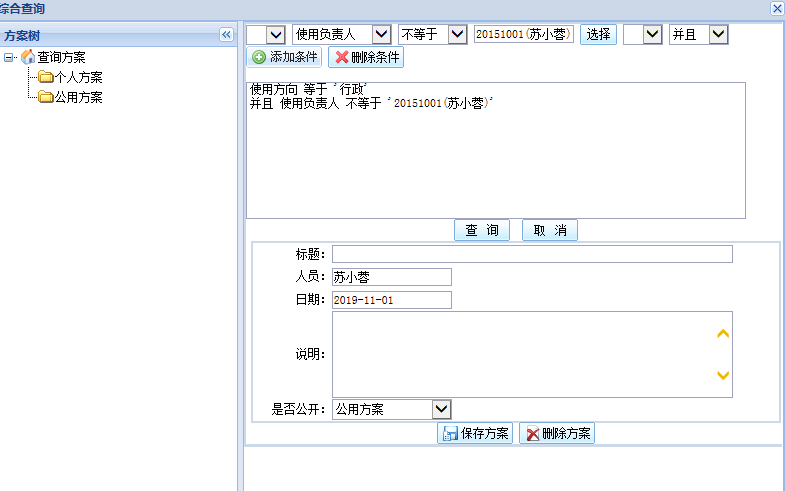 综合查询
方案树
查询方案
个人方案
公用方案
使用负责人 不等于 20151001(苏小蓉) 选择 并且
添加条件 删除条件
使用方向 等于 '行政'
并且 使用负责人 不等于 '20151001(苏小蓉)'
查 询 取 消
标题:
人员: 苏小蓉
日期: 2019-11-01
说明:
是否公开: 公用方案
保存方案 删除方案